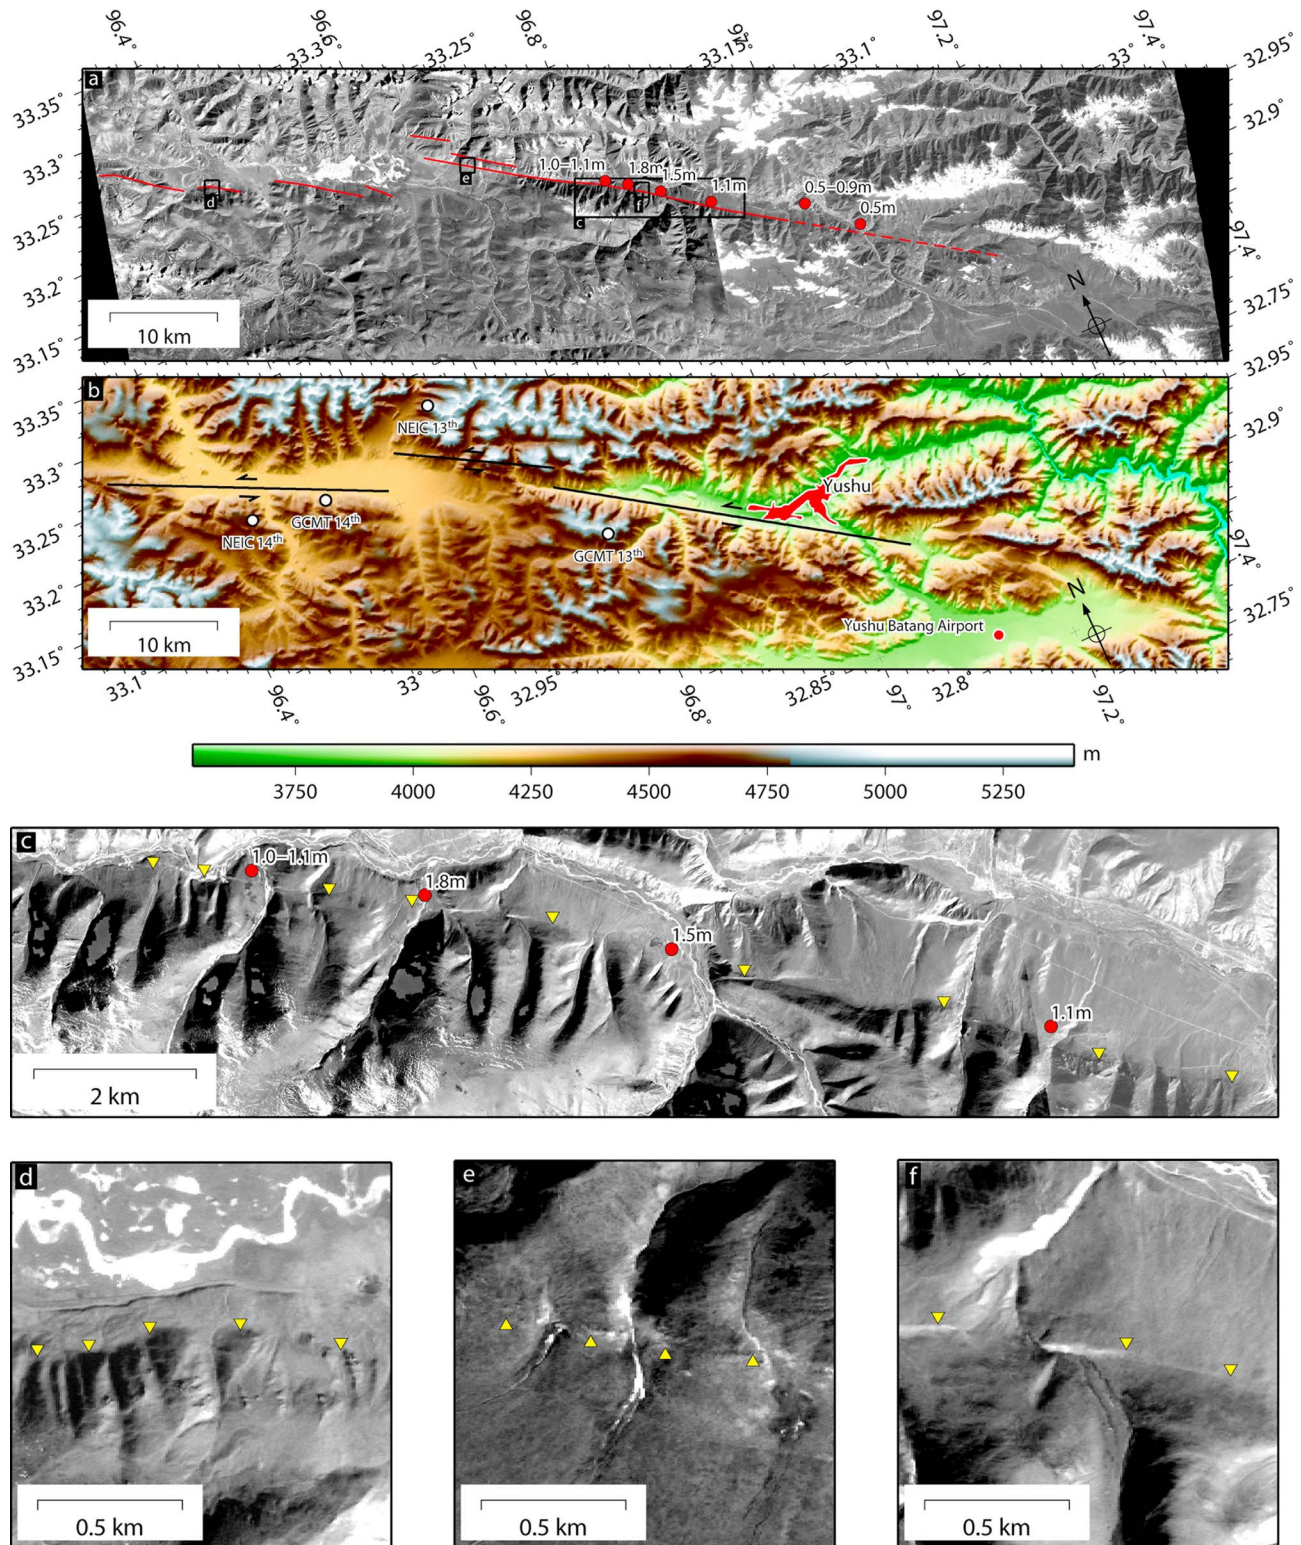 96.4° 96.6° 33.3° 33.25° 96.8° 33.15° 97° 33.1° 97.2° 33° 97.4° 32.95°
a
33.35°
33.3°
33.25°
33.2°
33.15°
32.9°
97.4°
32.75°
32.95°
1.0–1.1m
1.8m
1.5m
1.1m
0.5–0.9m
0.5m
d
e
f
c
N
10 km
b
33.35°
33.3°
33.25°
33.2°
33.15°
32.9°
97.4°
32.75°
NEIC 13th
GCMT 14th
NEIC 14th
GCMT 13th
Yushu
Yushu Batang Airport
N
10 km
33.1° 96.4° 33° 96.6° 32.95° 96.8° 32.85° 97° 32.8° 97.2°
m
3750 4000 4250 4500 4750 5000 5250
c
1.0–1.1m
1.8m
1.5m
1.1m
2 km
d
0.5 km
e
0.5 km
f
0.5 km